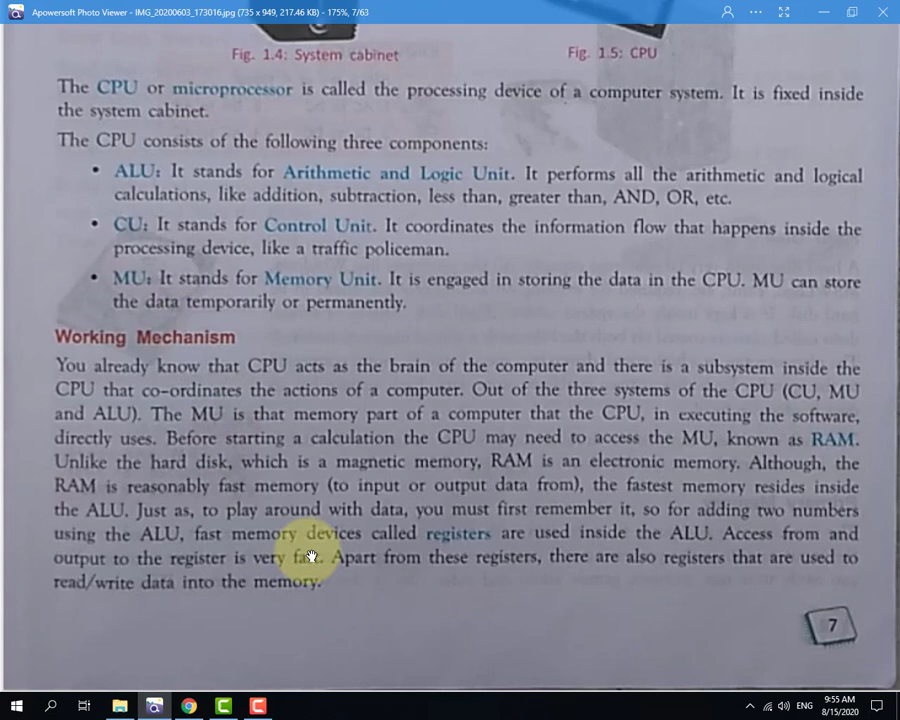 Apowersoft Photo Viewer - IMG_20200603_173016.jpg (735 x 949, 217.46 KB) - 175%, 7/63
Fig. 1.4: System cabinet
Fig. 1.5: CPU
The CPU or microprocessor is called the processing device of a computer system. It is fixed inside
the system cabinet.
The CPU consists of the following three components:
• ALU: It stands for Arithmetic and Logic Unit. It performs all the arithmetic and logical
calculations, like addition, subtraction, less than, greater than, AND, OR, etc.
• CU: It stands for Control Unit. It coordinates the information flow that happens inside the
processing device, like a traffic policeman.
• MU: It stands for Memory Unit. It is engaged in storing the data in the CPU. MU can store
the data temporarily or permanently.
Working Mechanism
You already know that CPU acts as the brain of the computer and there is a subsystem inside the
CPU that co-ordinates the actions of a computer. Out of the three systems of the CPU (CU, MU
and ALU). The MU is that memory part of a computer that the CPU, in executing the software,
directly uses. Before starting a calculation the CPU may need to access the MU, known as RAM.
Unlike the hard disk, which is a magnetic memory, RAM is an electronic memory. Although, the
RAM is reasonably fast memory (to input or output data from), the fastest memory resides inside
the ALU. Just as, to play around with data, you must first remember it, so for adding two numbers
using the ALU, fast memory devices called registers are used inside the ALU. Access from and
output to the register is very fast. Apart from these registers, there are also registers that are used to
read/write data into the memory.
7
ENG
9:55 AM
8/15/2020